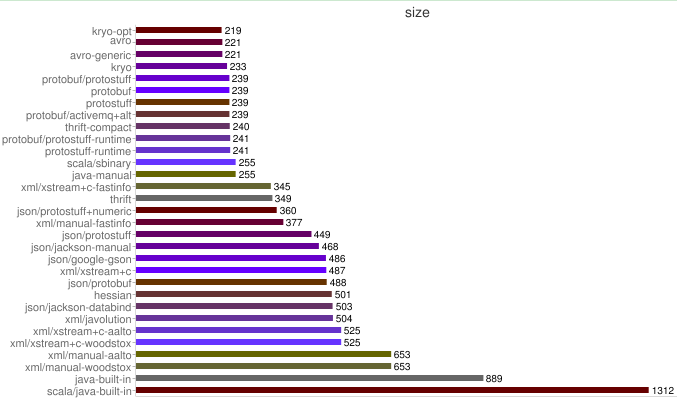 size
kryo-opt 219
avro 221
avro-generic 221
kryo 233
protobuf/protostuff 239
protobuf 239
protostuff 239
protobuf/activemq+alt 239
thrift-compact 240
protobuf/protostuff-runtime 241
protostuff-runtime 241
scala/sbinary 255
java-manual 255
xml/xstream+c-fastinfo 345
thrift 349
json/protostuff+numeric 360
xml/manual-fastinfo 377
json/protostuff 449
json/jackson-manual 468
json/google-gson 486
xml/xstream+c 487
json/protobuf 488
hessian 501
json/jackson-databind 503
xml/javolution 504
xml/xstream+c-aalto 525
xml/xstream+c-woodstox 525
xml/manual-aalto 653
xml/manual-woodstox 653
java-built-in 889
scala/java-built-in 1312